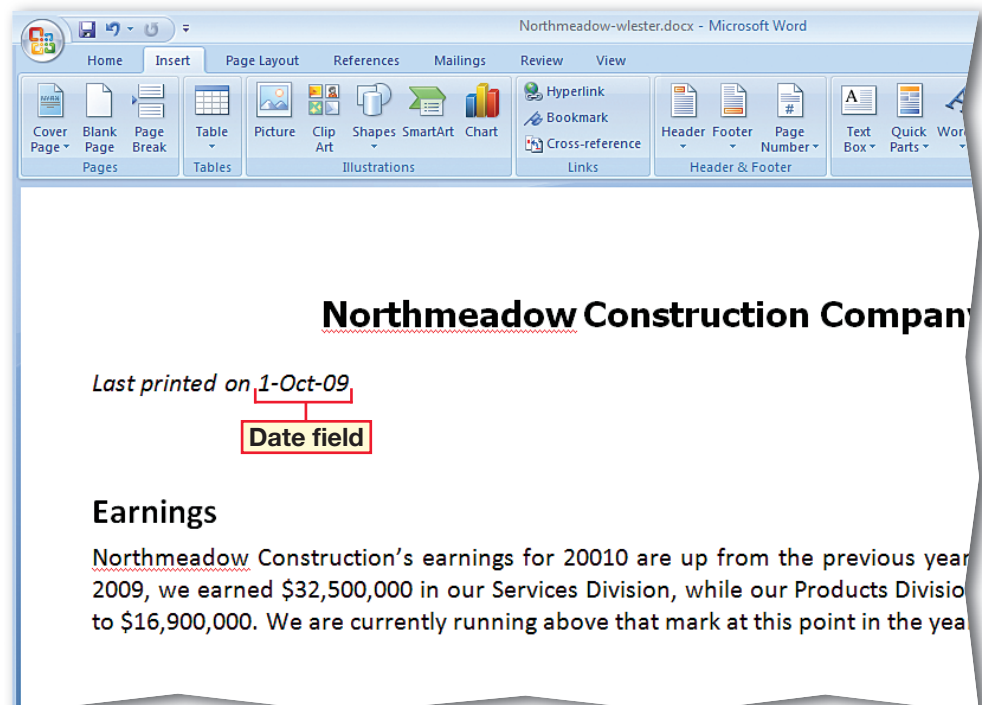 Northmeadow-wlester.docx - Microsoft Word
Home Insert Page Layout References Mailings Review View
Cover Page Blank Page Page Break Table Picture Clip Art Shapes SmartArt Chart Hyperlink Bookmark Cross-reference Header Footer Page Number Text Box Quick Parts
Pages Tables Illustrations Links Header & Footer
Northmeadow Construction Company
Last printed on 1-Oct-09
Date field
Earnings
Northmeadow Construction's earnings for 20010 are up from the previous year
2009, we earned $32,500,000 in our Services Division, while our Products Divisio
to $16,900,000. We are currently running above that mark at this point in the yea